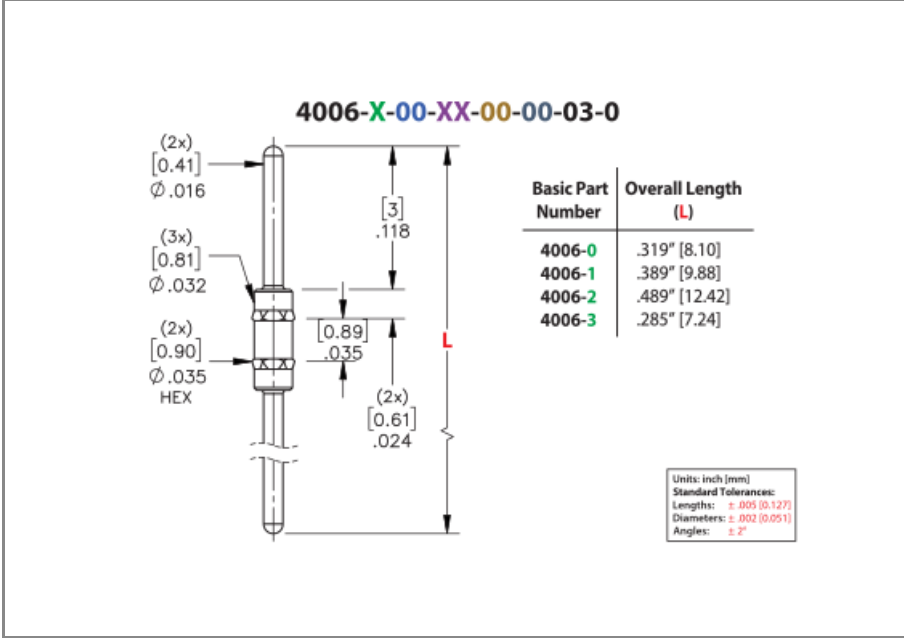 4006-X-00-XX-00-00-03-0
(2x)
[0.41]
Ø.016
(3x)
[0.81]
Ø.032
(2x)
[0.90]
Ø.035
HEX
[3]
.118
[0.89]
.035
(2x)
[0.61]
.024
L
Basic Part Number Overall Length (L)
4006-0 .319" [8.10]
4006-1 .389" [9.88]
4006-2 .489" [12.42]
4006-3 .285" [7.24]
Units: inch [mm]
Standard Tolerances:
Lengths: ± .005 [0.127]
Diameters: ± .002 [0.051]
Angles: ± 2°